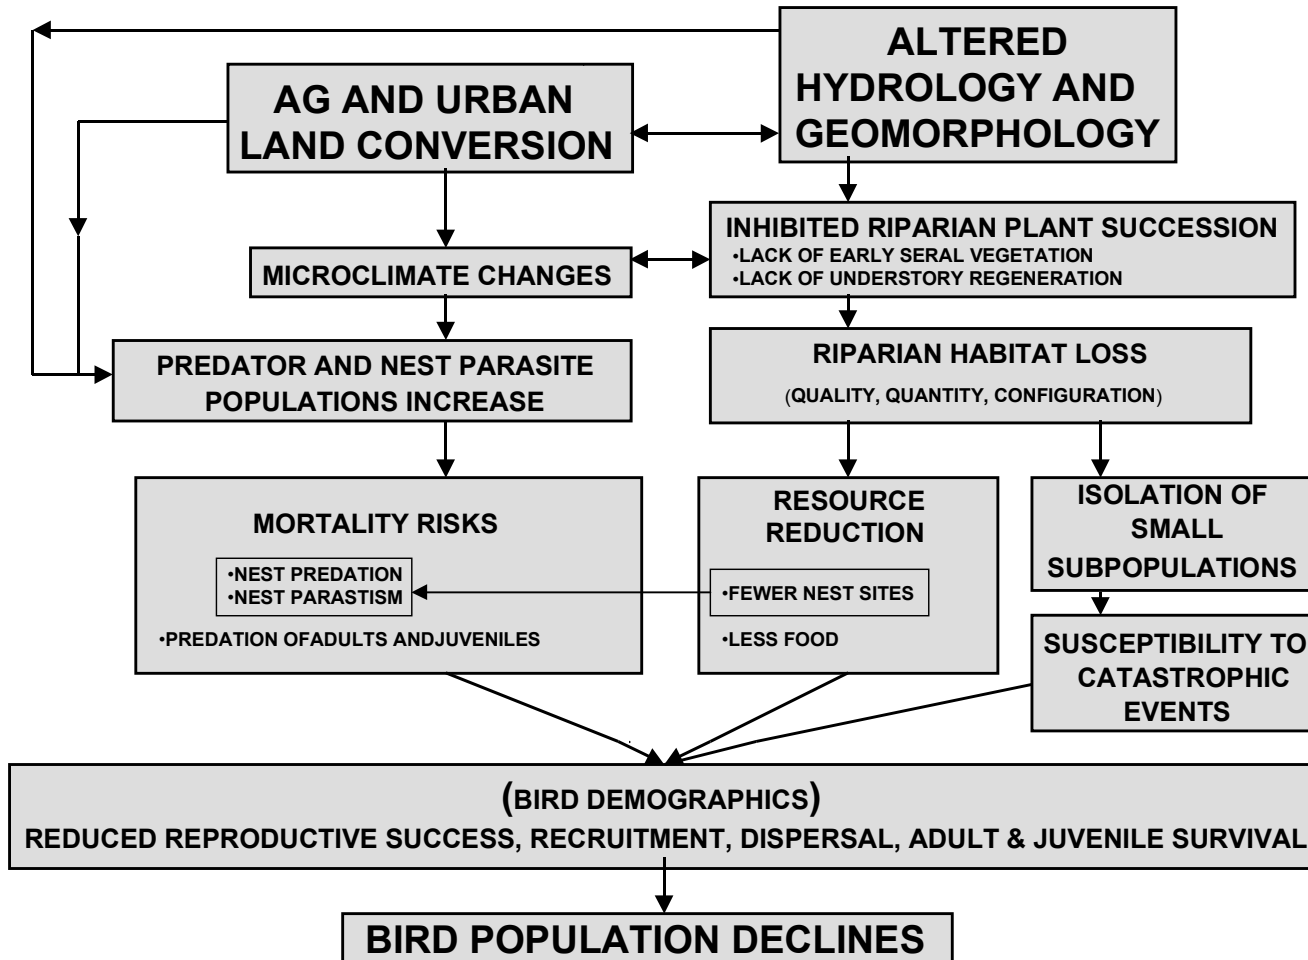 ALTERED
HYDROLOGY AND
GEOMORPHOLOGY
AG AND URBAN
LAND CONVERSION
INHIBITED RIPARIAN PLANT SUCCESSION
•LACK OF EARLY SERAL VEGETATION
•LACK OF UNDERSTORY REGENERATION
MICROCLIMATE CHANGES
PREDATOR AND NEST PARASITE
POPULATIONS INCREASE
RIPARIAN HABITAT LOSS
(QUALITY, QUANTITY, CONFIGURATION)
MORTALITY RISKS
•NEST PREDATION
•NEST PARASTISM
•PREDATION OFADULTS ANDJUVENILES
RESOURCE
REDUCTION
•FEWER NEST SITES
•LESS FOOD
ISOLATION OF
SMALL
SUBPOPULATIONS
SUSCEPTIBILITY TO
CATASTROPHIC
EVENTS
(BIRD DEMOGRAPHICS)
REDUCED REPRODUCTIVE SUCCESS, RECRUITMENT, DISPERSAL, ADULT & JUVENILE SURVIVAL
BIRD POPULATION DECLINES